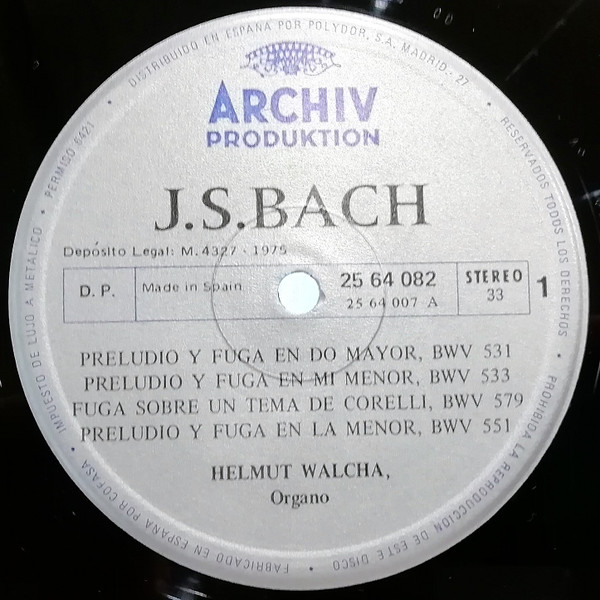 DISTRIBUIDO EN ESPAÑA POR POLYDOR, S.A. MADRID - 27 • RESERVADOS TODOS LOS DERECHOS • PROHIBIDA LA REPRODUCCION DE ESTE DISCO • FABRICADO EN ESPAÑA POR COFASA • IMPUESTO DE LUJO A METALICO • PERMISO 6421 •
ARCHIV
PRODUKTION
J.S.BACH
Depósito Legal: M. 4327 - 1975
D. P. Made in Spain 25 64 082 STEREO 1
25 64 007 A 33
PRELUDIO Y FUGA EN DO MAYOR, BWV 531
PRELUDIO Y FUGA EN MI MENOR, BWV 533
FUGA SOBRE UN TEMA DE CORELLI, BWV 579
PRELUDIO Y FUGA EN LA MENOR, BWV 551
HELMUT WALCHA,
Organo